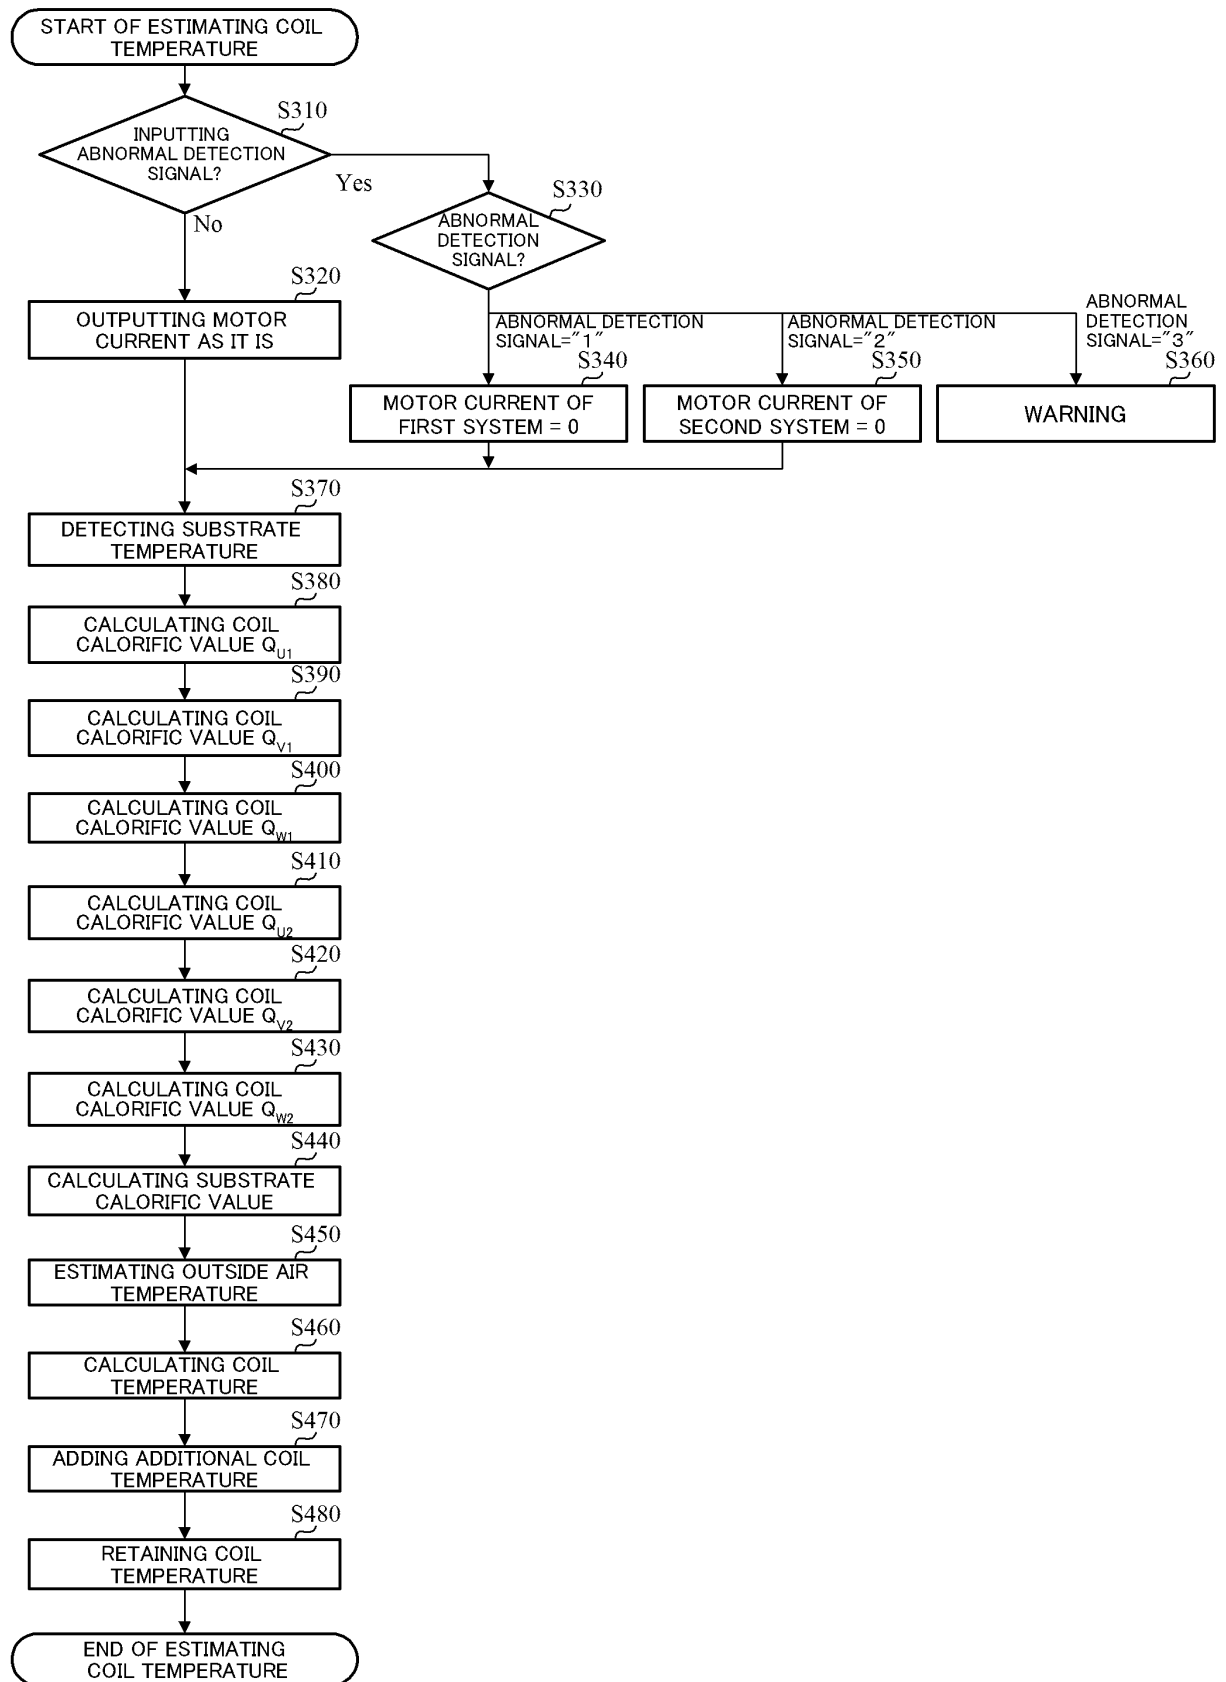 START OF ESTIMATING COIL
TEMPERATURE
S310
INPUTTING
ABNORMAL DETECTION
SIGNAL?
Yes
No
S330
ABNORMAL
DETECTION
SIGNAL?
S320
OUTPUTTING MOTOR
CURRENT AS IT IS
ABNORMAL DETECTION
SIGNAL="1"
ABNORMAL DETECTION
SIGNAL="2"
ABNORMAL
DETECTION
SIGNAL="3"
S340
MOTOR CURRENT OF
FIRST SYSTEM = 0
S350
MOTOR CURRENT OF
SECOND SYSTEM = 0
S360
WARNING
S370
DETECTING SUBSTRATE
TEMPERATURE
S380
CALCULATING COIL
CALORIFIC VALUE QU1
S390
CALCULATING COIL
CALORIFIC VALUE QV1
S400
CALCULATING COIL
CALORIFIC VALUE QW1
S410
CALCULATING COIL
CALORIFIC VALUE QU2
S420
CALCULATING COIL
CALORIFIC VALUE QV2
S430
CALCULATING COIL
CALORIFIC VALUE QW2
S440
CALCULATING SUBSTRATE
CALORIFIC VALUE
S450
ESTIMATING OUTSIDE AIR
TEMPERATURE
S460
CALCULATING COIL
TEMPERATURE
S470
ADDING ADDITIONAL COIL
TEMPERATURE
S480
RETAINING COIL
TEMPERATURE
END OF ESTIMATING
COIL TEMPERATURE